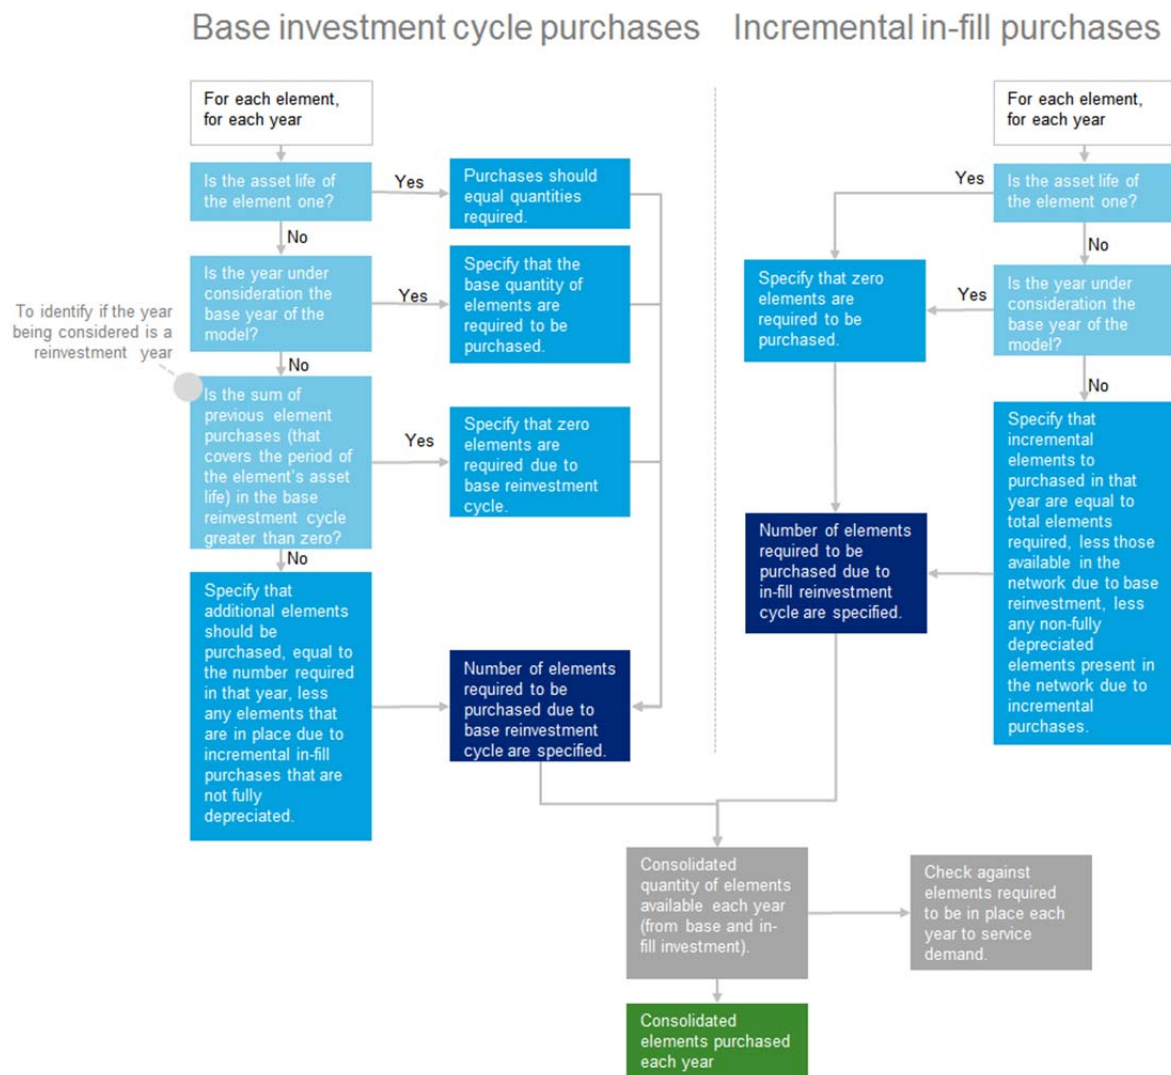 Base investment cycle purchases
Incremental in-fill purchases
For each element,
for each year
Is the asset life of
the element one?
Yes
Purchases should
equal quantities
required.
No
Is the year under
consideration the
base year of the
model?
Yes
Specify that the
base quantity of
elements are
required to be
purchased.
To identify if the year
being considered is a
reinvestment year
No
Is the sum of
previous element
purchases (that
covers the period of
the element's asset
life) in the base
reinvestment cycle
greater than zero?
Yes
Specify that zero
elements are
required due to
base reinvestment
cycle.
No
Specify that
additional elements
should be
purchased, equal to
the number required
in that year, less
any elements that
are in place due to
incremental in-fill
purchases that are
not fully
depreciated.
Number of elements
required to be
purchased due to
base reinvestment
cycle are specified.
For each element,
for each year
Yes
Is the asset life of
the element one?
No
Specify that zero
elements are
required to be
purchased.
Yes
Is the year under
consideration the
base year of the
model?
No
Specify that
incremental
elements to
purchased in that
year are equal to
total elements
required, less those
available in the
network due to base
reinvestment, less
any non-fully
depreciated
elements present in
the network due to
incremental
purchases.
Number of elements
required to be
purchased due to
in-fill reinvestment
cycle are specified.
Consolidated
quantity of elements
available each year
(from base and in-
fill investment).
Check against
elements required
to be in place each
year to service
demand.
Consolidated
elements purchased
each year